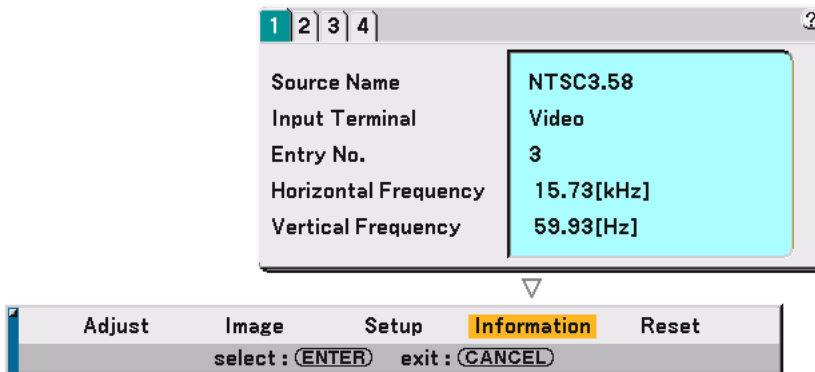 1 2 3 4 ?
Source Name NTSC3.58
Input Terminal Video
Entry No. 3
Horizontal Frequency 15.73[kHz]
Vertical Frequency 59.93[Hz]
Adjust Image Setup Information Reset
select : ENTER exit : CANCEL